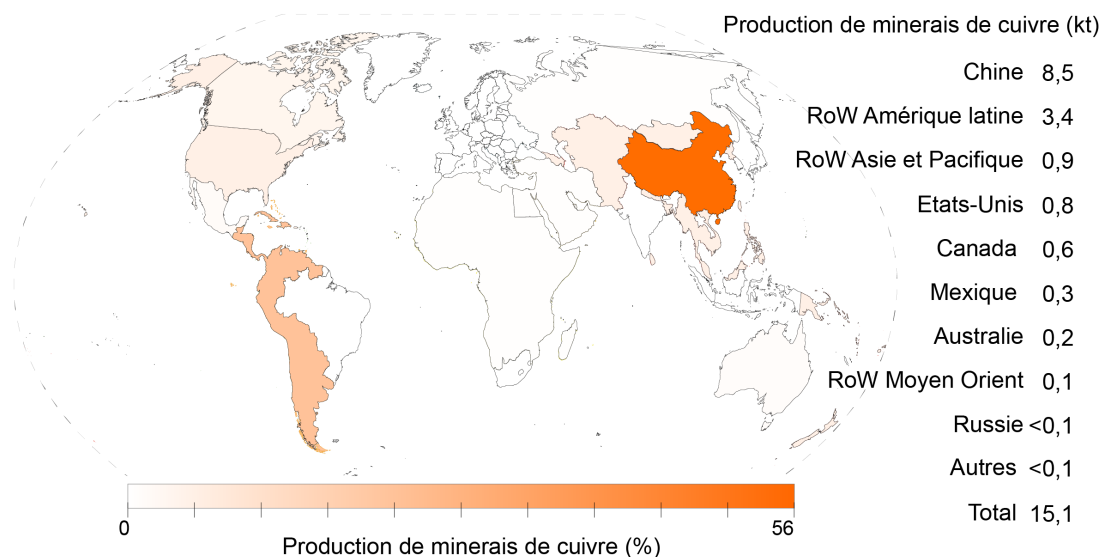 Production de minerais de cuivre (kt)
Chine 8,5
RoW Amérique latine 3,4
RoW Asie et Pacifique 0,9
Etats-Unis 0,8
Canada 0,6
Mexique 0,3
Australie 0,2
RoW Moyen Orient 0,1
Russie <0,1
Autres <0,1
Total 15,1
0 56
Production de minerais de cuivre (%)